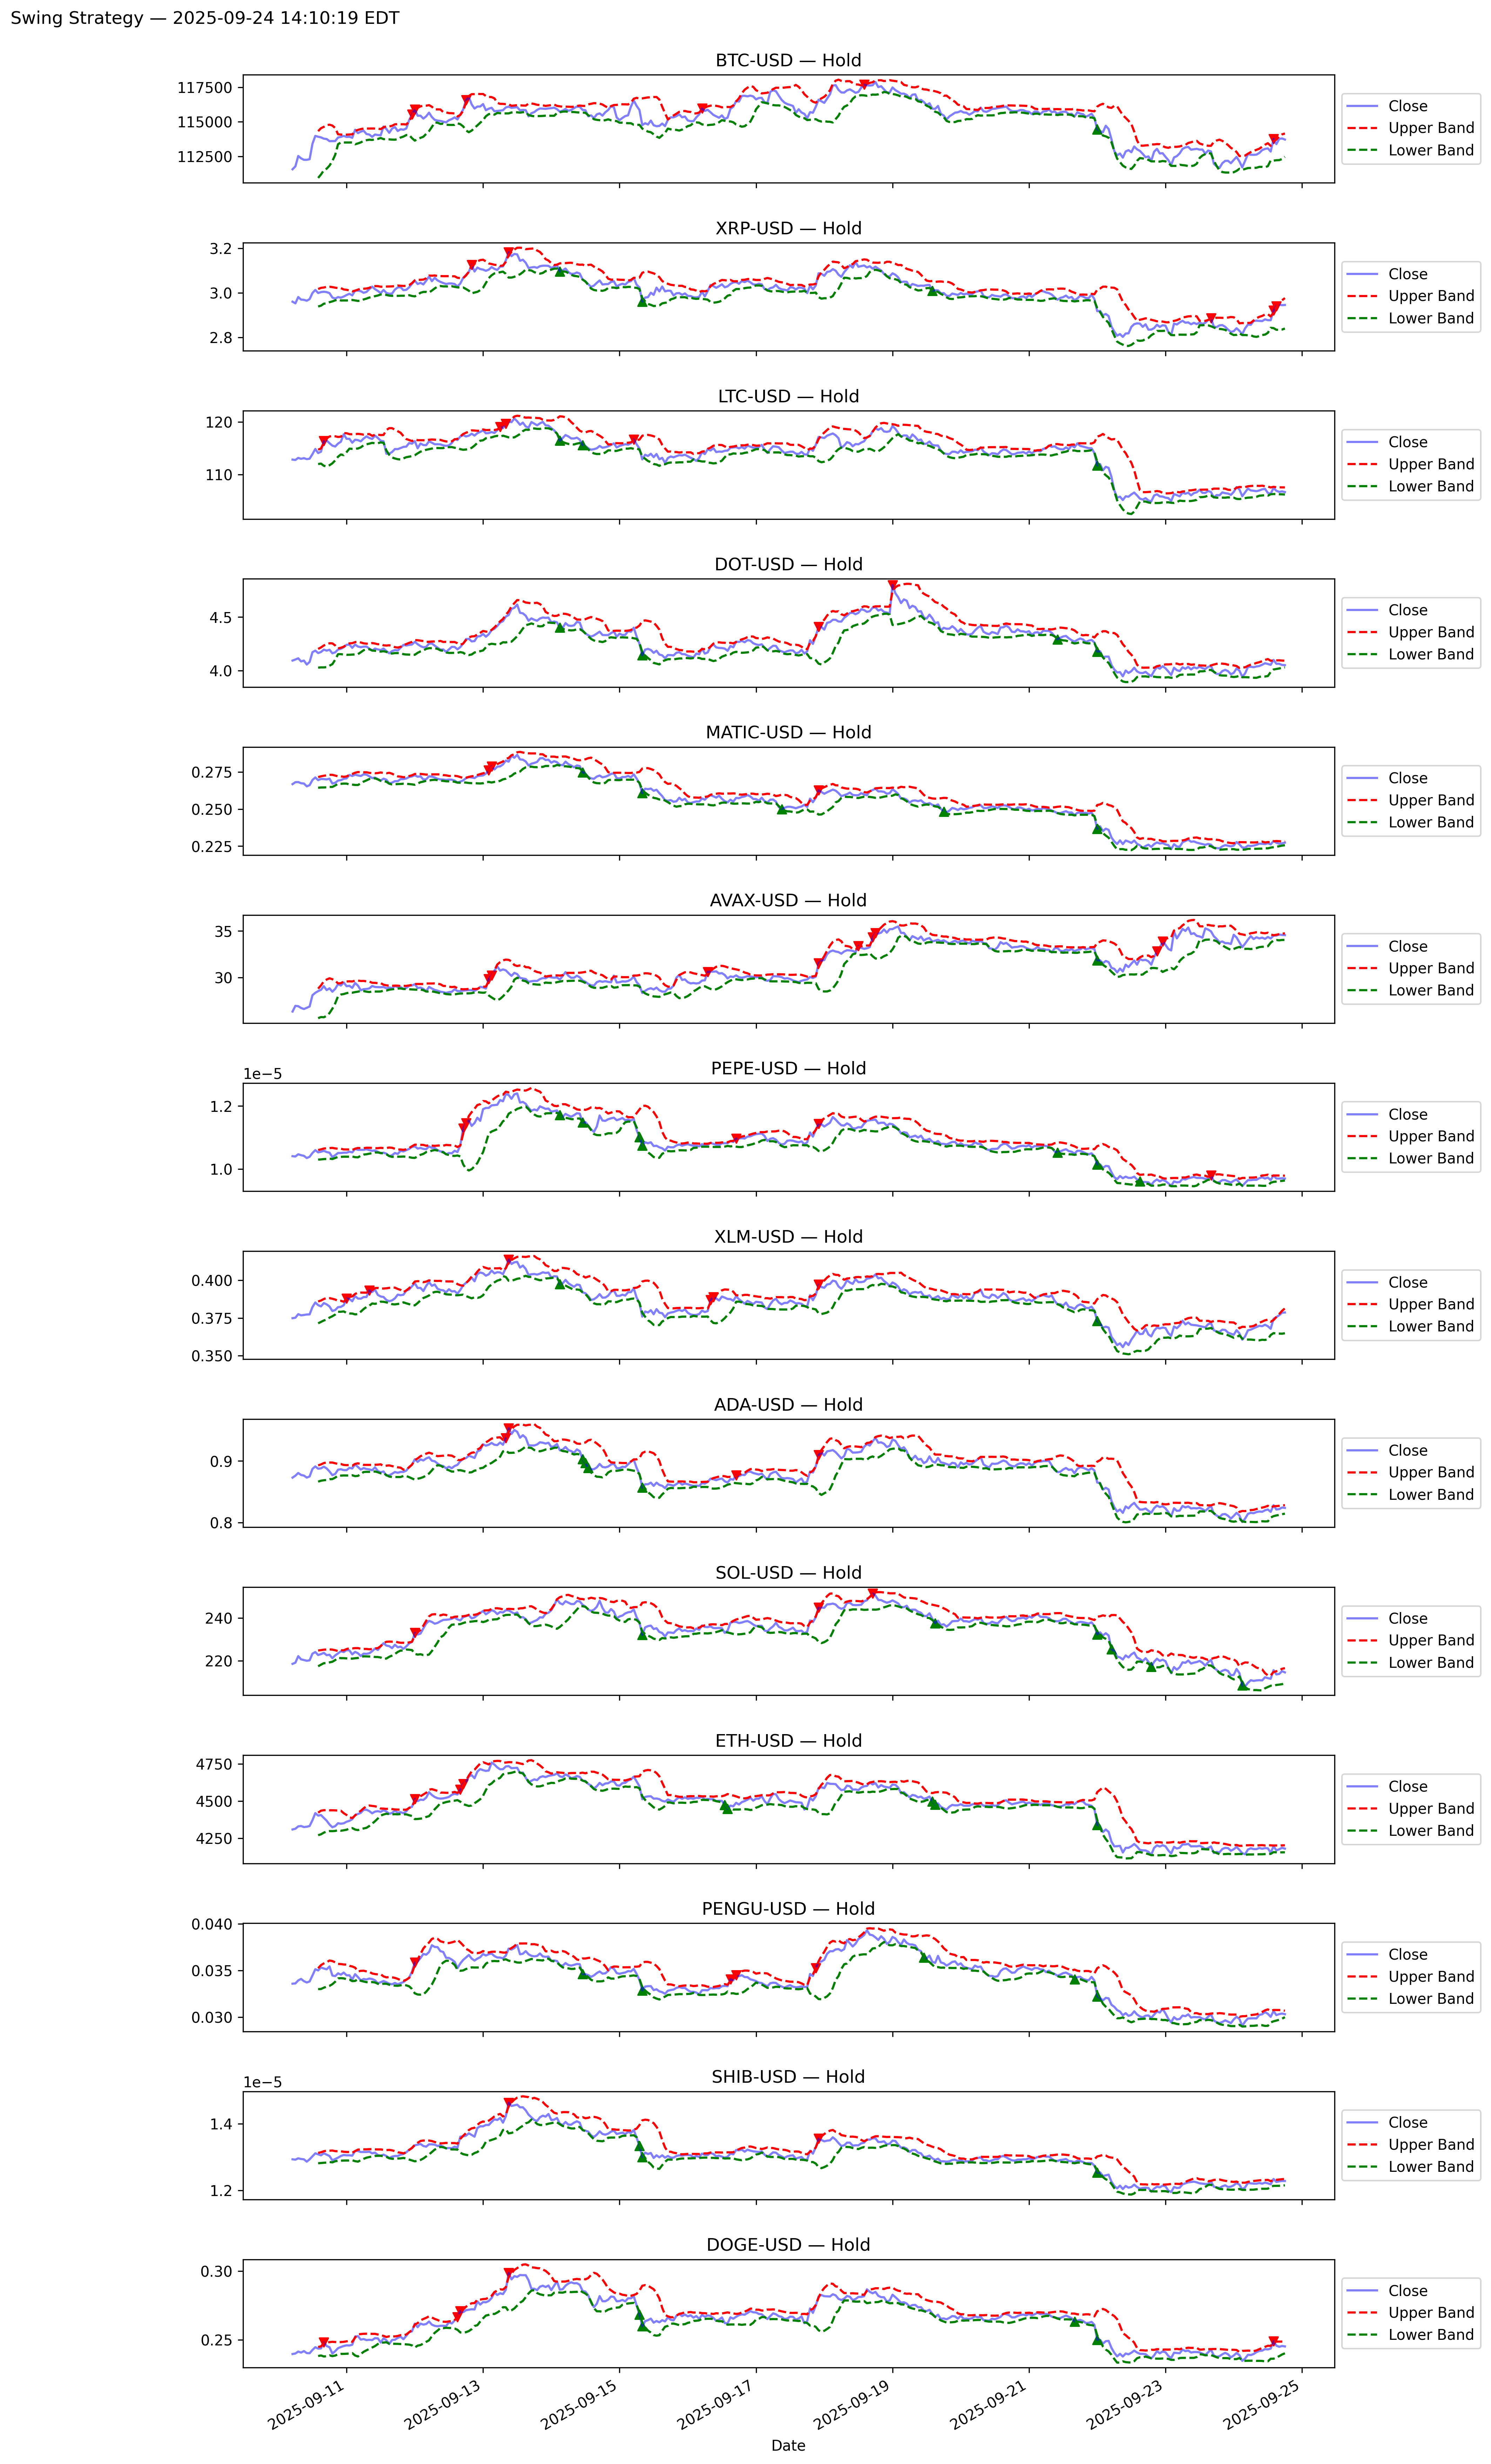 Swing Strategy — 2025-09-24 14:10:19 EDT
BTC-USD — Hold
117500
115000
112500
Close
Upper Band
Lower Band
XRP-USD — Hold
3.2
3.0
2.8
Close
Upper Band
Lower Band
LTC-USD — Hold
120
110
Close
Upper Band
Lower Band
DOT-USD — Hold
4.5
4.0
Close
Upper Band
Lower Band
MATIC-USD — Hold
0.275
0.250
0.225
Close
Upper Band
Lower Band
AVAX-USD — Hold
35
30
Close
Upper Band
Lower Band
PEPE-USD — Hold
1e−5
1.2
1.0
Close
Upper Band
Lower Band
XLM-USD — Hold
0.400
0.375
0.350
Close
Upper Band
Lower Band
ADA-USD — Hold
0.9
0.8
Close
Upper Band
Lower Band
SOL-USD — Hold
240
220
Close
Upper Band
Lower Band
ETH-USD — Hold
4750
4500
4250
Close
Upper Band
Lower Band
PENGU-USD — Hold
0.040
0.035
0.030
Close
Upper Band
Lower Band
SHIB-USD — Hold
1e−5
1.4
1.2
Close
Upper Band
Lower Band
DOGE-USD — Hold
0.30
0.25
Close
Upper Band
Lower Band
2025-09-11
2025-09-13
2025-09-15
2025-09-17
2025-09-19
2025-09-21
2025-09-23
2025-09-25
Date